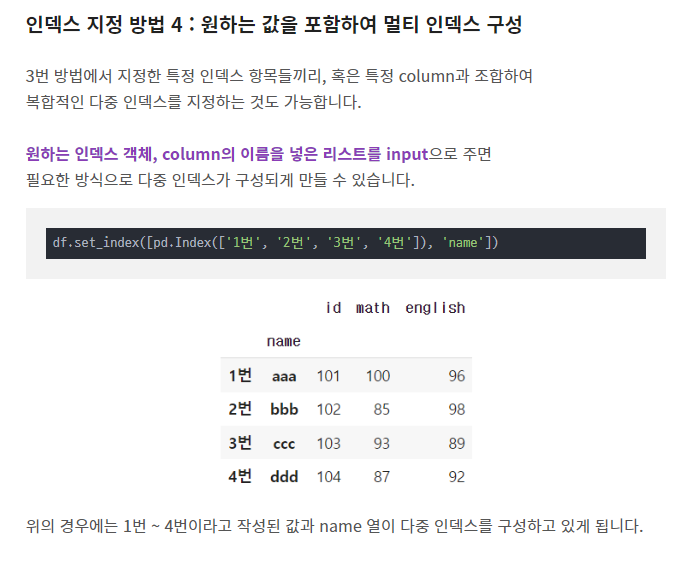 인덱스 지정 방법 4 : 원하는 값을 포함하여 멀티 인덱스 구성
3번 방법에서 지정한 특정 인덱스 항목들끼리, 혹은 특정 column과 조합하여
복합적인 다중 인덱스를 지정하는 것도 가능합니다.
원하는 인덱스 객체, column의 이름을 넣은 리스트를 input으로 주면
필요한 방식으로 다중 인덱스가 구성되게 만들 수 있습니다.
df.set_index([pd.Index(['1번', '2번', '3번', '4번']), 'name'])
id math english
name
1번 aaa 101 100 96
2번 bbb 102 85 98
3번 ccc 103 93 89
4번 ddd 104 87 92
위의 경우에는 1번 ~ 4번이라고 작성된 값과 name 열이 다중 인덱스를 구성하고 있게 됩니다.